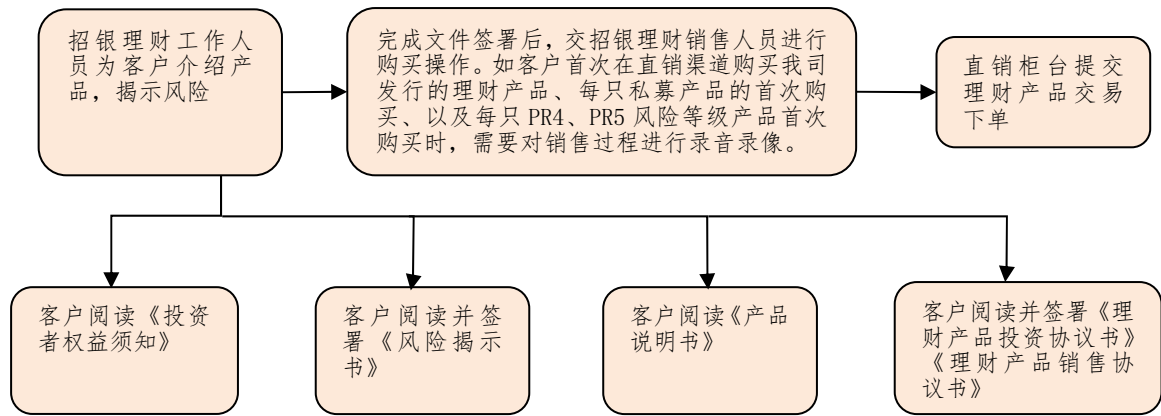 招银理财工作人
员为客户介绍产
品，揭示风险
完成文件签署后，交招银理财销售人员进行
购买操作。如客户首次在直销渠道购买我司
发行的理财产品、每只私募产品的首次购
买、以及每只 PR4、PR5 风险等级产品首次
购买时，需要对销售过程进行录音录像。
直销柜台提交
理财产品交易
下单
客户阅读《投资
者权益须知》
客户阅读并签
署《风险揭示
书》
客户阅读《产品
说明书》
客户阅读并签署《理
财产品投资协议书》
《理财产品销售协
议书》